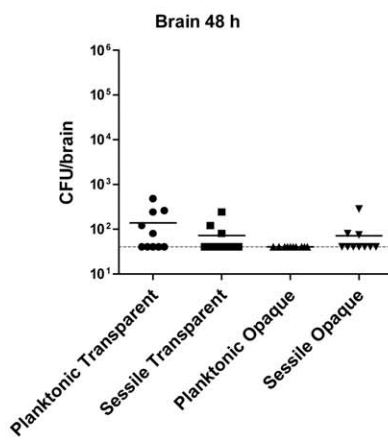 Brain 48 h
CFU/brain
10⁶
10⁵
10⁴
10³
10²
10¹
Planktonic Transparent
Sessile Transparent
Planktonic Opaque
Sessile Opaque